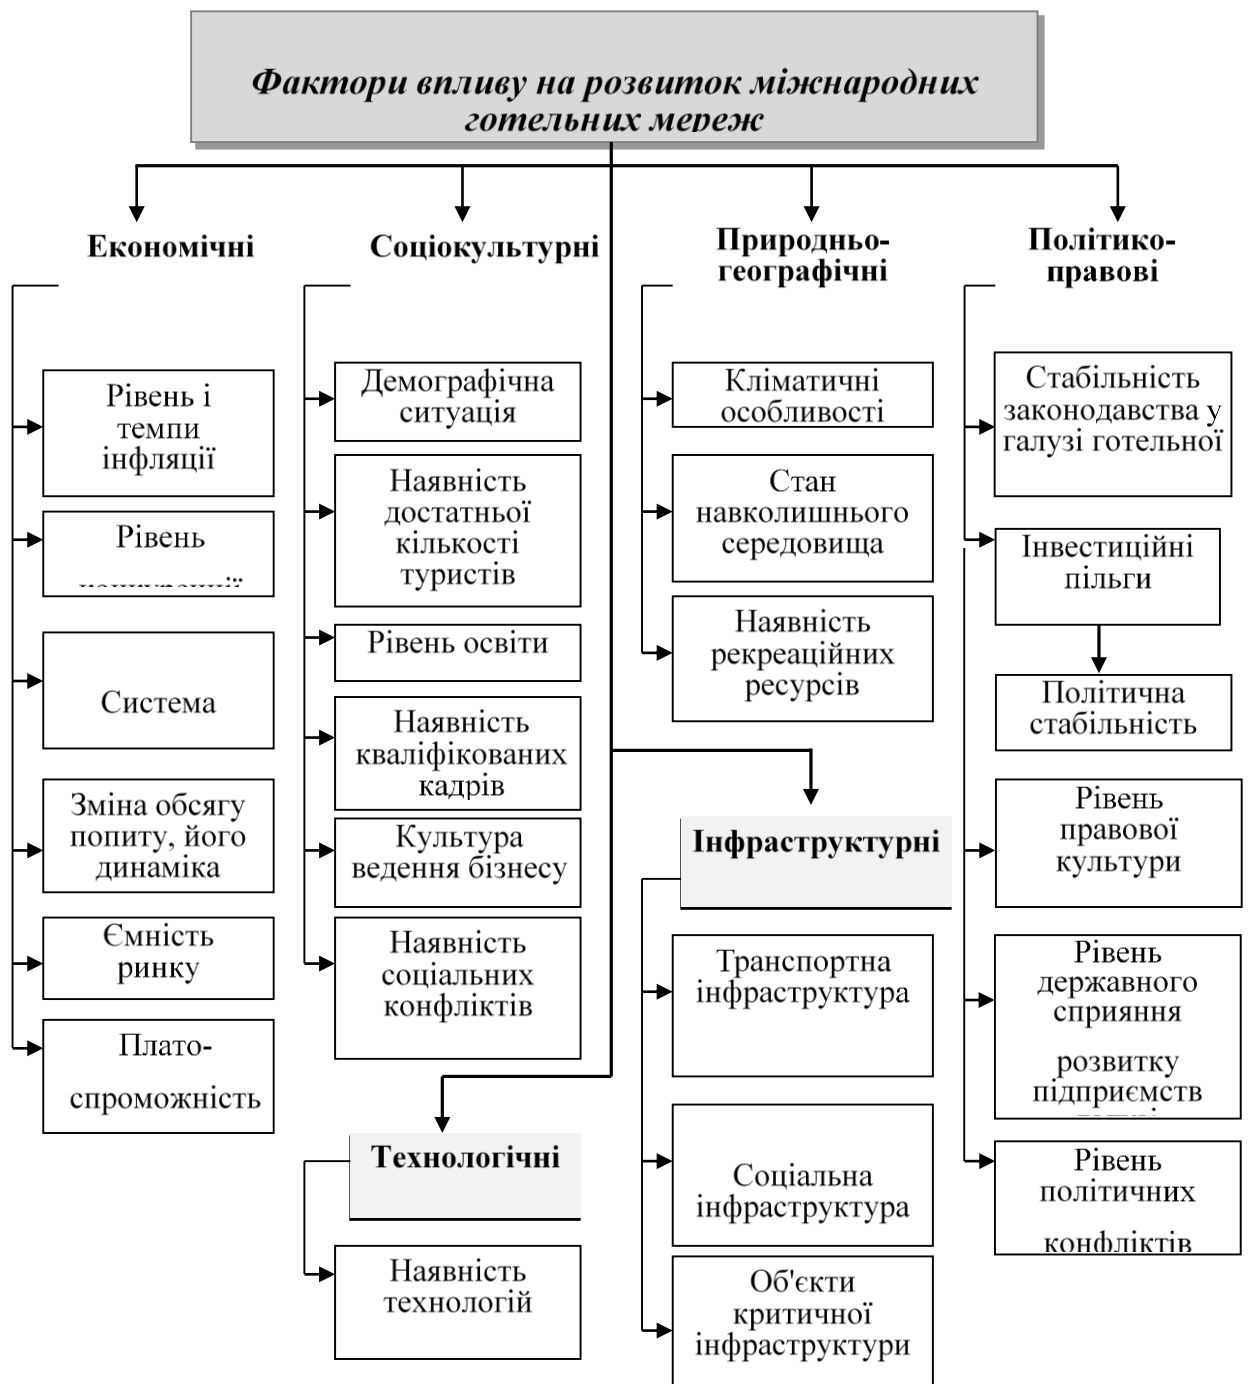 Фактори впливу на розвиток міжнародних
готельних мереж
Економічні
Рівень і
темпи
інфляції
Рівень
конкуренції
Система
Зміна обсягу
попиту, його
динаміка
Ємність
ринку
Плато-
спроможність
Соціокультурні
Демографічна
ситуація
Наявність
достатньої
кількості
туристів
Рівень освіти
Наявність
кваліфікованих
кадрів
Культура
ведення бізнесу
Наявність
соціальних
конфліктів
Технологічні
Наявність
технологій
Природньо-
географічні
Кліматичні
особливості
Стан
навколишнього
середовища
Наявність
рекреаційних
ресурсів
Інфраструктурні
Транспортна
інфраструктура
Соціальна
інфраструктура
Об'єкти
критичної
інфраструктури
Політико-
правові
Стабільність
законодавства у
галузі готельної
Інвестиційні
пільги
Політична
стабільність
Рівень
правової
культури
Рівень
державного
сприяння
розвитку
підприємств
Рівень
політичних
конфліктів